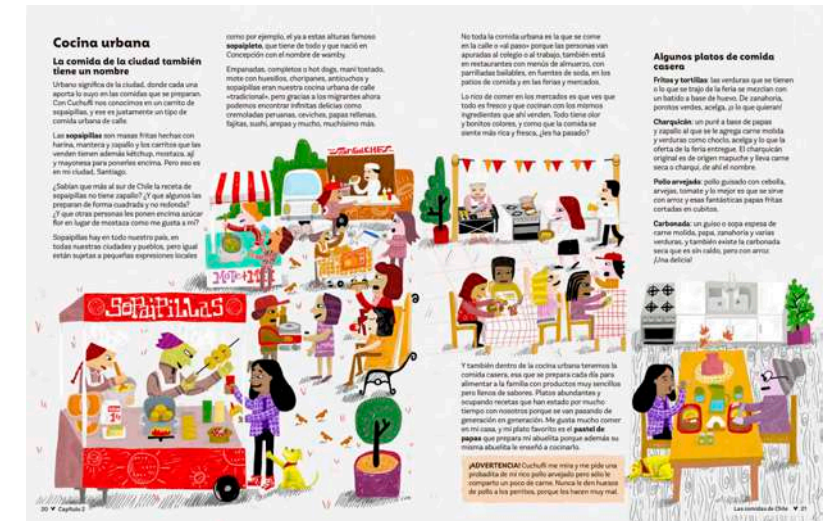 Cocina urbana
La comida de la ciudad también
tiene un nombre
Urbano significa de la ciudad, donde cada una
aporta lo suyo en las comidas que se preparan.
Con Cuchuflí nos conocimos en un carrito de
sopaipillas, y ese es justamente un tipo de
comida urbana de calle.
Las sopaipillas son masas fritas hechas con
harina, manteca y zapallo y los carritos que las
venden tienen además kétchup, mostaza, ají
y mayonesa para ponerles encima. Pero eso es
en mi ciudad, Santiago.
¿Sabían que más al sur de Chile la receta de
sopaipillas no tiene zapallo? ¿Y que algunos las
preparan de forma cuadrada y no redonda?
¿Y que otras personas les ponen encima azúcar
flor en lugar de mostaza como me gusta a mí?
Sopaipillas hay en todo nuestro país, en
todas nuestras ciudades y pueblos, pero igual
están sujetas a pequeñas expresiones locales
como por ejemplo, el ya a estas alturas famoso
sopaipleto, que tiene de todo y que nació en
Concepción con el nombre de wamby.
Empanadas, completos o hot dogs, maní tostado,
mote con huesillos, choripanes, anticuchos y
sopaipillas eran nuestra cocina urbana de calle
«tradicional», pero gracias a los migrantes ahora
podemos encontrar infinitas delicias como
cremoladas peruanas, ceviches, papas rellenas,
fajitas, sushi, arepas y mucho, muchísimo más.
SOPAIPILLAS
No toda la comida urbana es la que se come
en la calle o «al paso» porque las personas van
apuradas al colegio o al trabajo, también está
en restaurantes con menús de almuerzo, con
parrilladas bailables, en fuentes de soda, en los
patios de comida y en las ferias y mercados.
Lo rico de comer en los mercados es que ves que
todo es fresco y que cocinan con los mismos
ingredientes que ahí venden. Todo tiene olor
y bonitos colores, y como que la comida se
siente más rica y fresca, ¿les ha pasado?
Y también dentro de la cocina urbana tenemos la
comida casera, esa que se prepara cada día para
alimentar a la familia con productos muy sencillos
pero llenos de sabores. Platos abundantes y
ocupando recetas que han estado por mucho
tiempo con nosotros porque se van pasando de
generación en generación. Me gusta mucho comer
en mi casa, y mi plato favorito es el pastel de
papas que prepara mi abuelita porque además su
misma abuelita le enseñó a cocinarlo.
¡ADVERTENCIA! Cuchuflí me mira y me pide una
probadita de mi rico pollo arvejado pero sólo le
comparto un poco de carne. Nunca le den huesos
de pollo a los perritos, porque les hacen muy mal.
Algunos platos de comida
casera
Fritos y tortillas: las verduras que se tienen
o lo que se trajo de la feria se mezclan con
un batido a base de huevo. De zanahoria,
porotos verdes, acelga, ¡o lo que quieran!
Charquicán: un puré a base de papas
y zapallo al que se le agrega carne molida
y verduras como choclo, acelga y lo que la
oferta de la feria entregue. El charquicán
original es de origen mapuche y lleva carne
seca o charqui, de ahí el nombre.
Pollo arvejado: pollo guisado con cebolla,
arvejas, tomate y lo mejor es que se sirve
con arroz y esas fantásticas papas fritas
cortadas en cubitos.
Carbonada: un guiso o sopa espesa de
carne molida, papa, zanahoria y varias
verduras, y también existe la carbonada
seca que es sin caldo, pero con arroz.
¡Una delicia!
20 ♥ Capítulo 2
Las comidas de Chile ♥ 21